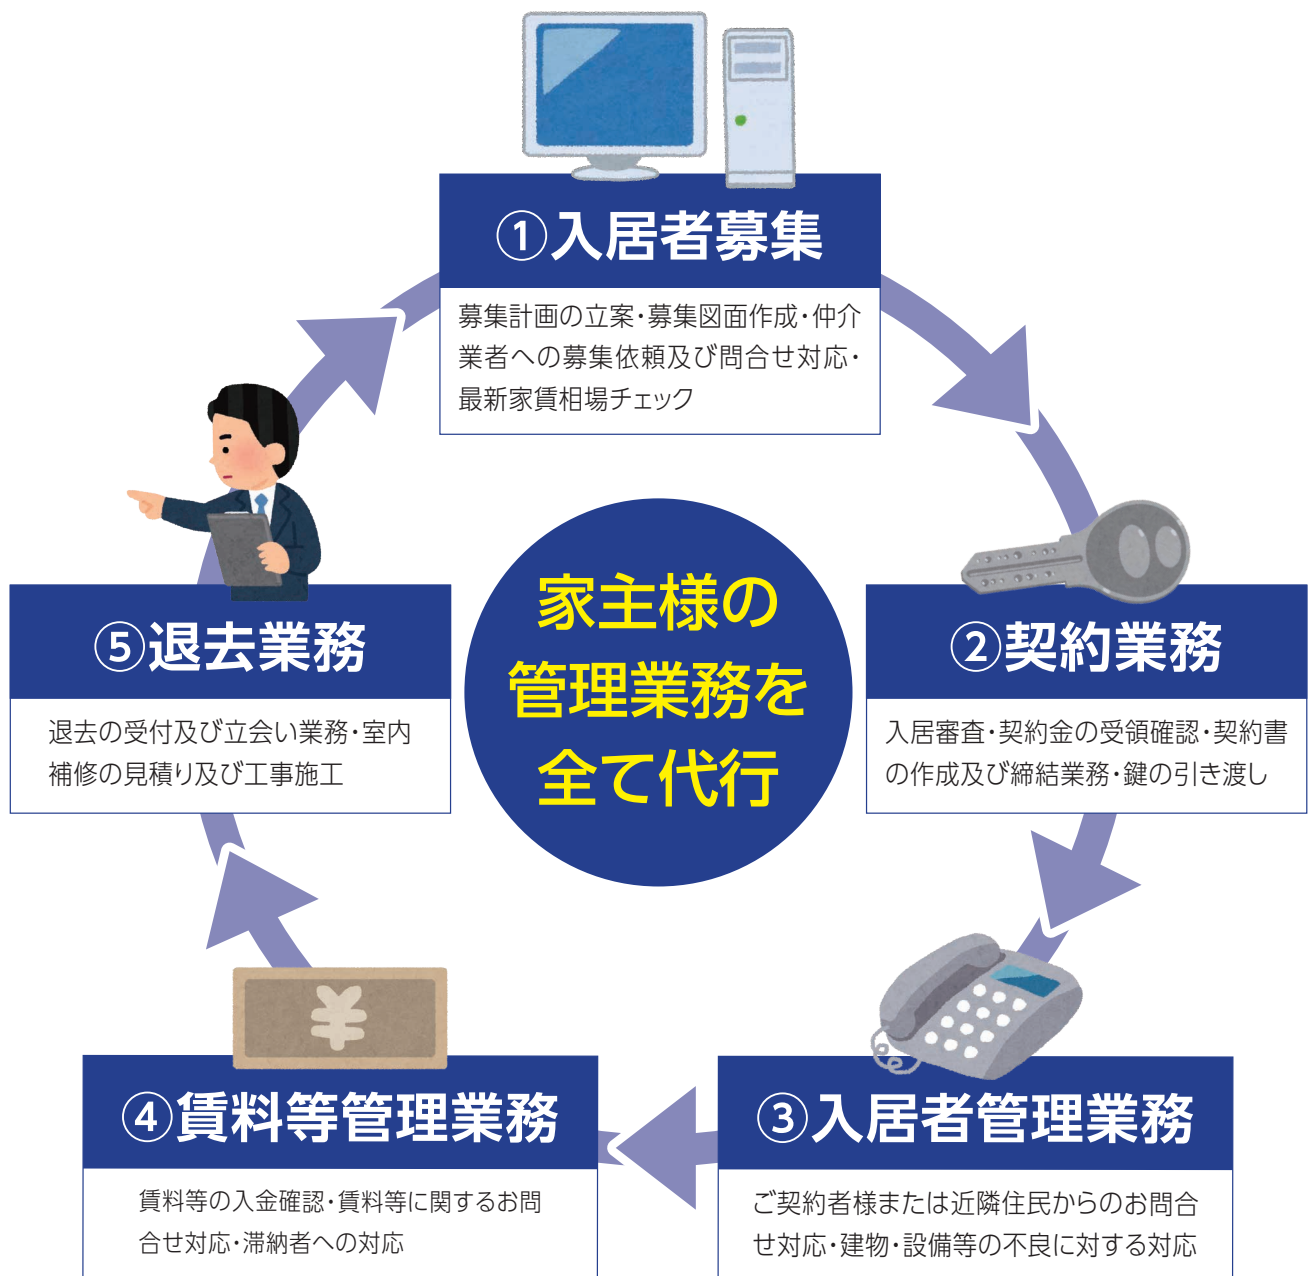 ①入居者募集
募集計画の立案・募集図面作成・仲介
業者への募集依頼及び問合せ対応・
最新家賃相場チェック
家主様の
管理業務を
全て代行
②契約業務
入居審査・契約金の受領確認・契約書
の作成及び締結業務・鍵の引き渡し
③入居者管理業務
ご契約者様または近隣住民からのお問合
せ対応・建物・設備等の不良に対する対応
④賃料等管理業務
賃料等の入金確認・賃料等に関するお問
合せ対応・滞納者への対応
⑤退去業務
退去の受付及び立会い業務・室内
補修の見積り及び工事施工
¥